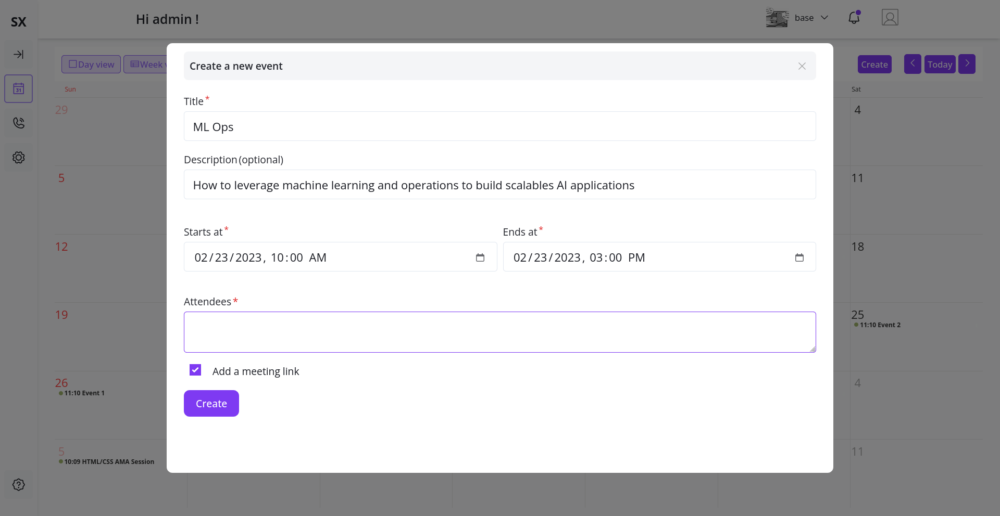 SX
Hi admin !
base
Day view
Week
Create
Today
Sun
Sat
29
4
5
11
12
18
19
25
11:10 Event 2
26
11:10 Event 1
4
5
10:09 HTML/CSS AMA Session
11
31
Create a new event
Title*
ML Ops
Description (optional)
How to leverage machine learning and operations to build scalables AI applications
Starts at*
Ends at*
02/23/2023, 10:00 AM
02/23/2023, 03:00 PM
Attendees*
Add a meeting link
Create